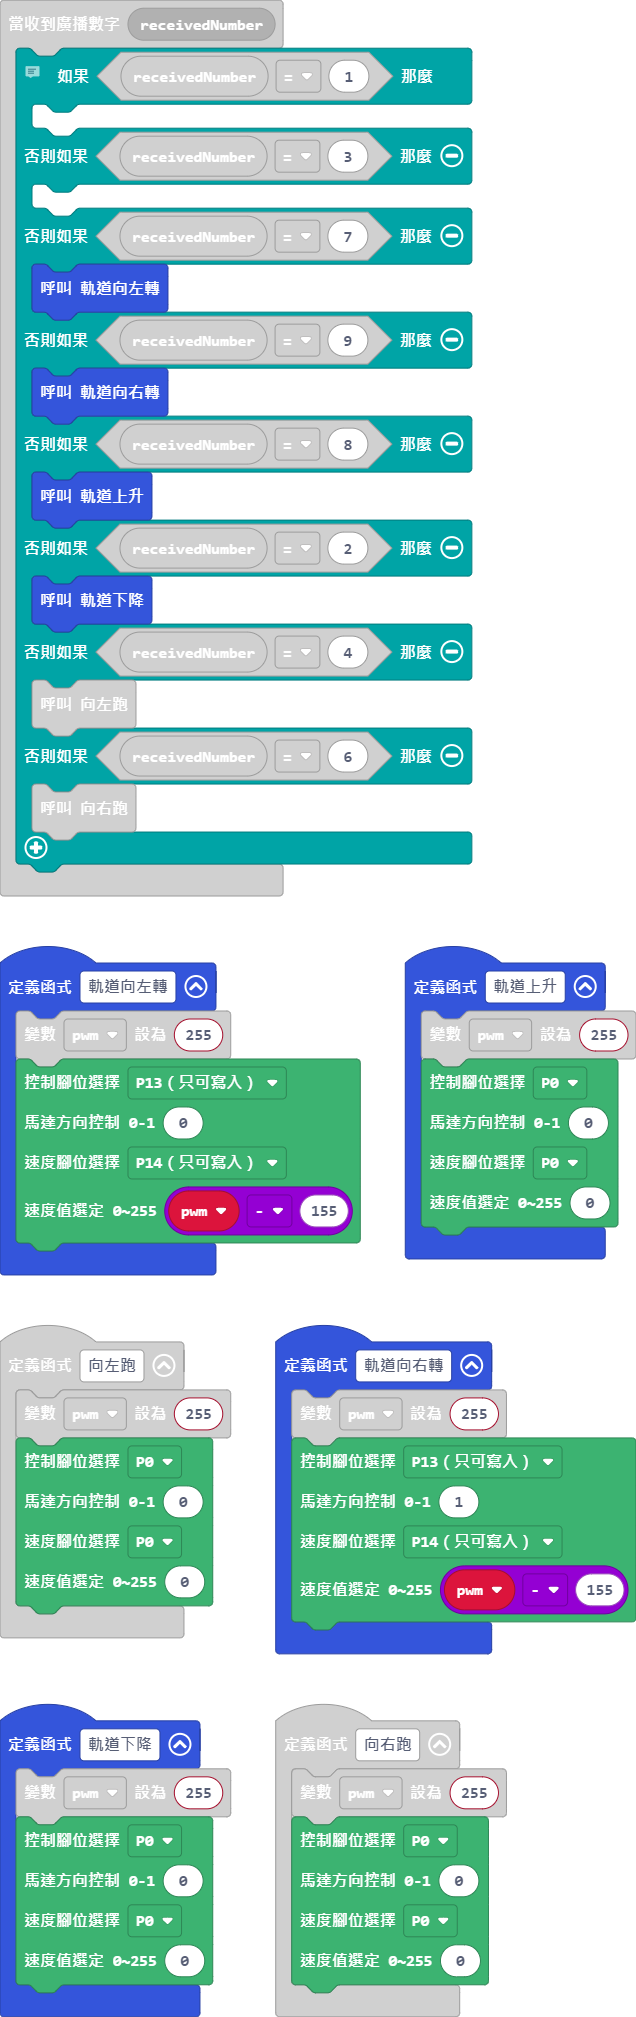 當收到廣播數字 receivedNumber
如果 receivedNumber = 1 那麼
否則如果 receivedNumber = 3 那麼
否則如果 receivedNumber = 7 那麼
呼叫 軌道向左轉
否則如果 receivedNumber = 9 那麼
呼叫 軌道向右轉
否則如果 receivedNumber = 8 那麼
呼叫 軌道上升
否則如果 receivedNumber = 2 那麼
呼叫 軌道下降
否則如果 receivedNumber = 4 那麼
呼叫 向左跑
否則如果 receivedNumber = 6 那麼
呼叫 向右跑
定義函式 軌道向左轉
變數 pwm 設為 255
控制腳位選擇 P13 ( 只可寫入 )
馬達方向控制 0-1 0
速度腳位選擇 P14 ( 只可寫入 )
速度值選定 0~255 pwm - 155
定義函式 軌道上升
變數 pwm 設為 255
控制腳位選擇 P0
馬達方向控制 0-1 0
速度腳位選擇 P0
速度值選定 0~255 0
定義函式 向左跑
變數 pwm 設為 255
控制腳位選擇 P0
馬達方向控制 0-1 0
速度腳位選擇 P0
速度值選定 0~255 0
定義函式 軌道向右轉
變數 pwm 設為 255
控制腳位選擇 P13 ( 只可寫入 )
馬達方向控制 0-1 1
速度腳位選擇 P14 ( 只可寫入 )
速度值選定 0~255 pwm - 155
定義函式 軌道下降
變數 pwm 設為 255
控制腳位選擇 P0
馬達方向控制 0-1 0
速度腳位選擇 P0
速度值選定 0~255 0
定義函式 向右跑
變數 pwm 設為 255
控制腳位選擇 P0
馬達方向控制 0-1 0
速度腳位選擇 P0
速度值選定 0~255 0